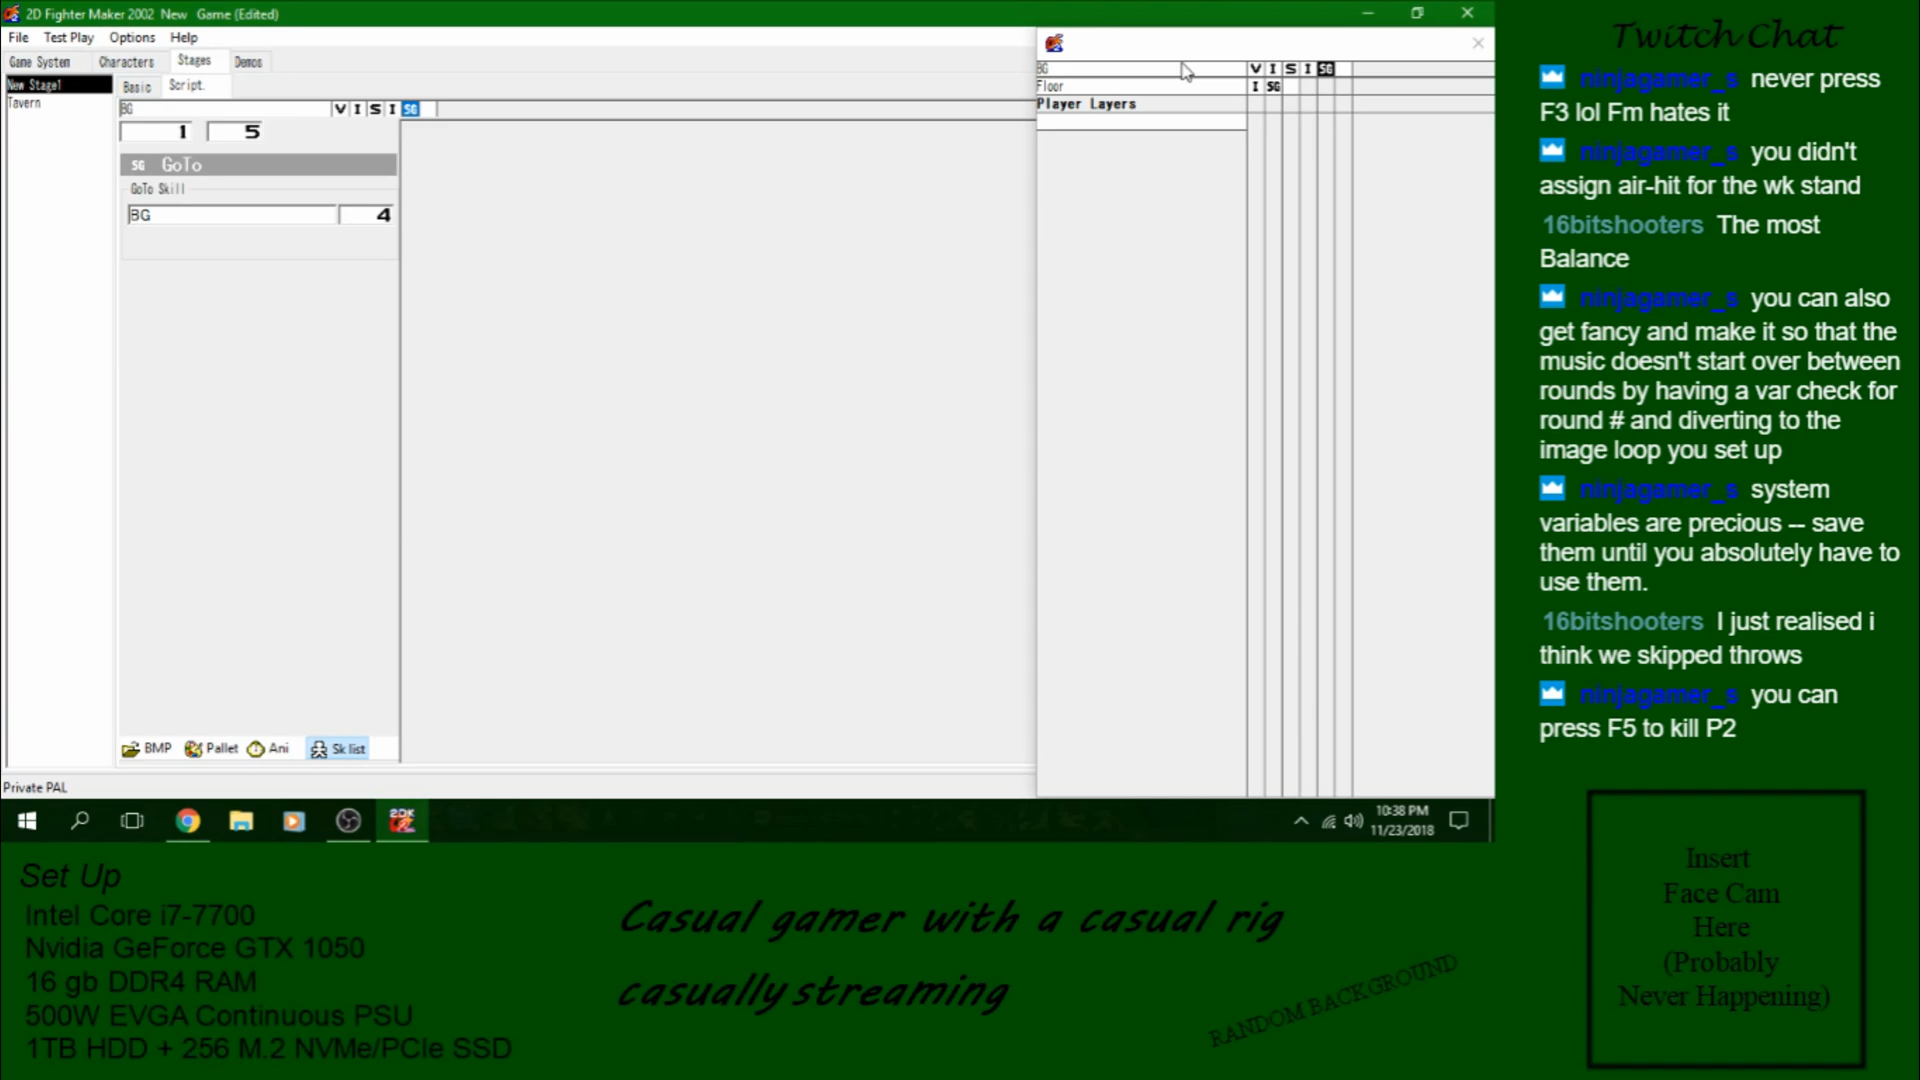 2D Fighter Maker 2002 New Game (Edited)
File Test Play Options Help
Game System Characters Stages Demos
New Stage1
Tavern
Basic Script.
BG V I S I SG
1 5
SG GoTo
GoTo Skill
BG 4
BMP Pallet Ani Sk list
Private PAL
BG V I S I SG
Floor I SG
Player Layers
2DK
10:38 PM
11/23/2018
Twitch Chat
ninjagamer_s never press
F3 lol Fm hates it
ninjagamer_s you didn't
assign air-hit for the wk stand
16bitshooters The most
Balance
ninjagamer_s you can also
get fancy and make it so that the
music doesn't start over between
rounds by having a var check for
round # and diverting to the
image loop you set up
ninjagamer_s system
variables are precious -- save
them until you absolutely have to
use them.
16bitshooters I just realised i
think we skipped throws
ninjagamer_s you can
press F5 to kill P2
Set Up
Intel Core i7-7700
Nvidia GeForce GTX 1050
16 gb DDR4 RAM
500W EVGA Continuous PSU
1TB HDD + 256 M.2 NVMe/PCIe SSD
Casual gamer with a casual rig
casually streaming
RANDOM BACKGROUND
Insert
Face Cam
Here
(Probably
Never Happening)